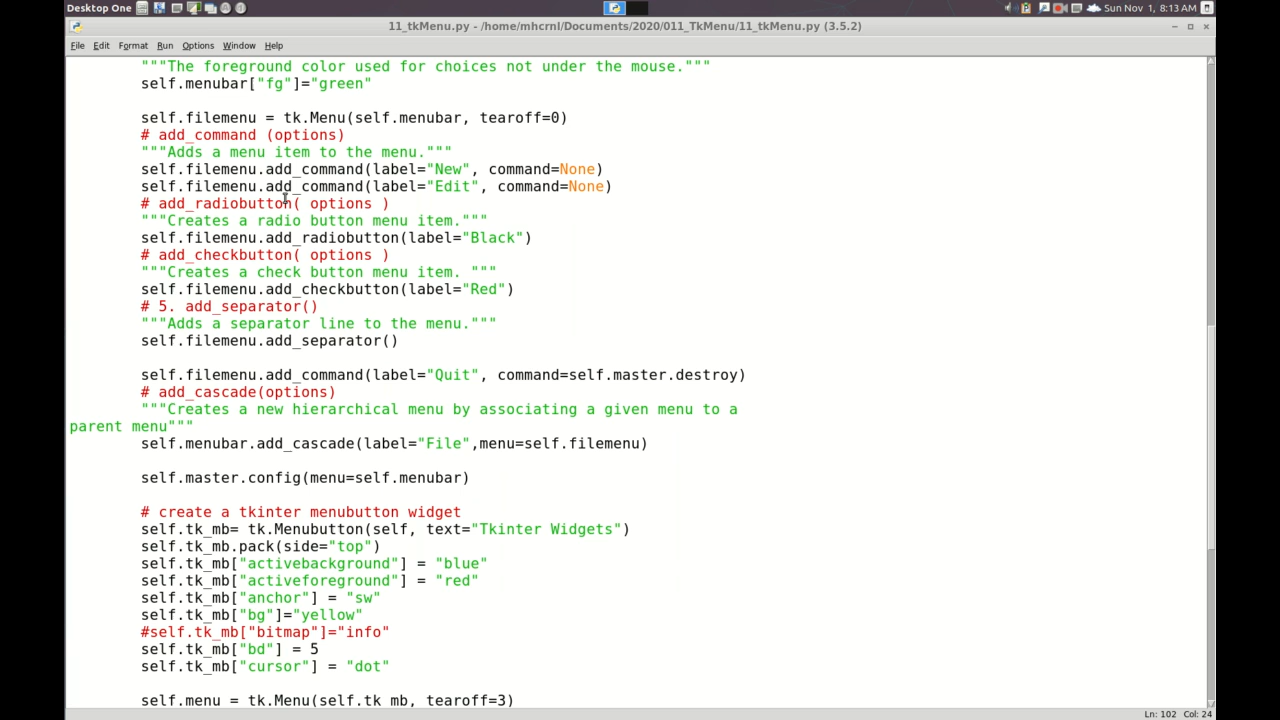 Desktop One
Sun Nov 1, 8:13 AM
11_tkMenu.py - /home/mhcrnl/Documents/2020/011_TkMenu/11_tkMenu.py (3.5.2)
File Edit Format Run Options Window Help
"""The foreground color used for choices not under the mouse."""
self.menubar["fg"]="green"
self.filemenu = tk.Menu(self.menubar, tearoff=0)
# add_command (options)
"""Adds a menu item to the menu."""
self.filemenu.add_command(label="New", command=None)
self.filemenu.add_command(label="Edit", command=None)
# add_radiobutton( options )
"""Creates a radio button menu item."""
self.filemenu.add_radiobutton(label="Black")
# add_checkbutton( options )
"""Creates a check button menu item. """
self.filemenu.add_checkbutton(label="Red")
# 5. add_separator()
"""Adds a separator line to the menu."""
self.filemenu.add_separator()
self.filemenu.add_command(label="Quit", command=self.master.destroy)
# add_cascade(options)
"""Creates a new hierarchical menu by associating a given menu to a
parent menu"""
self.menubar.add_cascade(label="File",menu=self.filemenu)
self.master.config(menu=self.menubar)
# create a tkinter menubutton widget
self.tk_mb= tk.Menubutton(self, text="Tkinter Widgets")
self.tk_mb.pack(side="top")
self.tk_mb["activebackground"] = "blue"
self.tk_mb["activeforeground"] = "red"
self.tk_mb["anchor"] = "sw"
self.tk_mb["bg"]="yellow"
#self.tk_mb["bitmap"]="info"
self.tk_mb["bd"] = 5
self.tk_mb["cursor"] = "dot"
self.menu = tk.Menu(self.tk_mb, tearoff=3)
Ln: 102 Col: 24